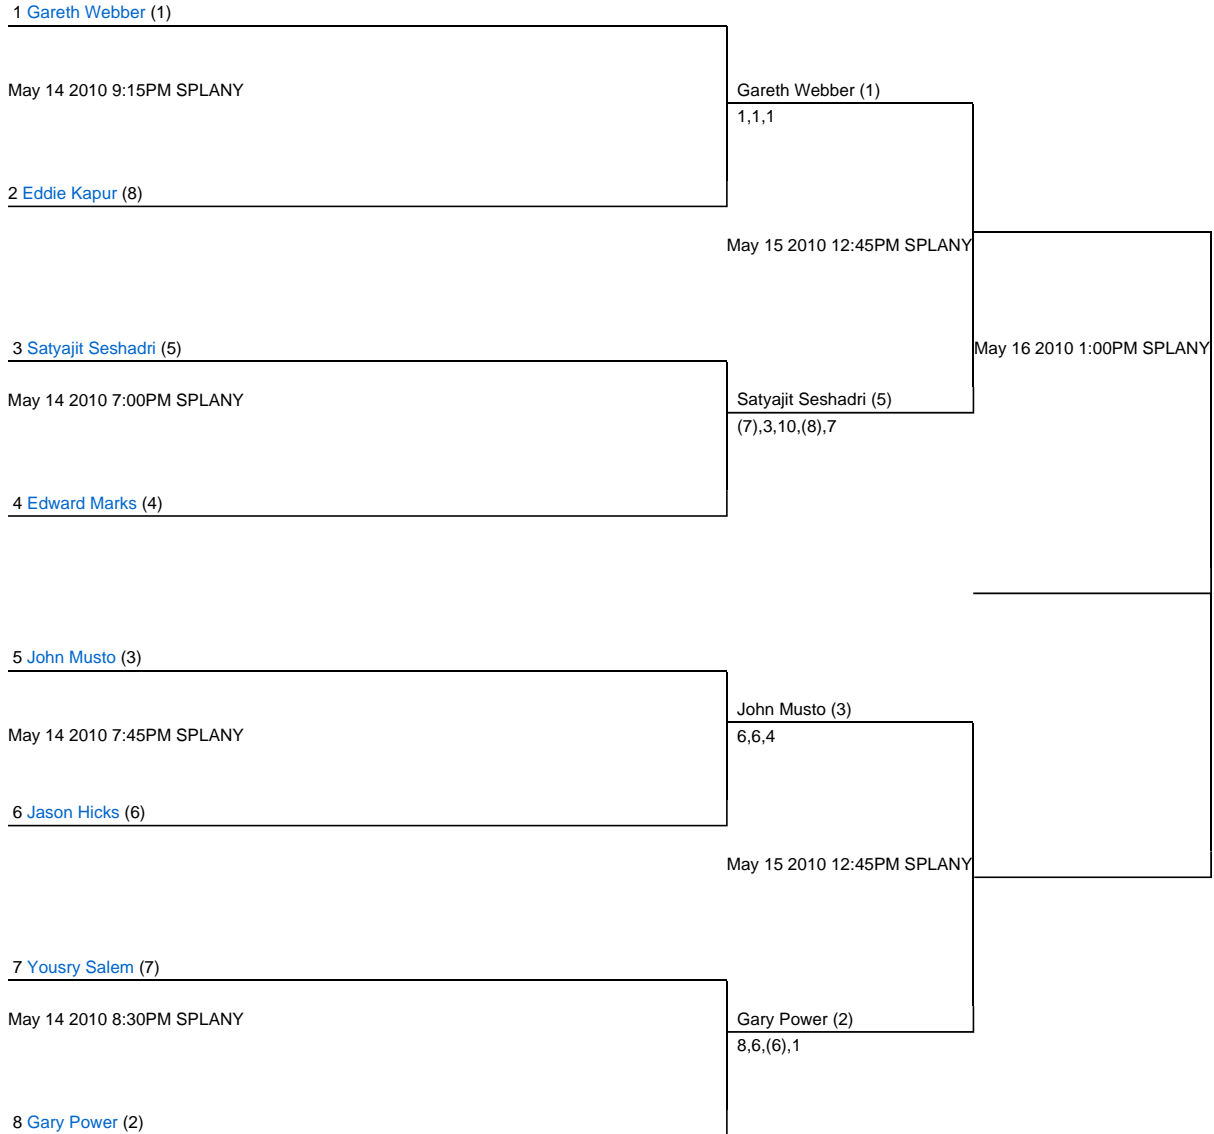 1 Gareth Webber (1)
May 14 2010 9:15PM SPLANY
Gareth Webber (1)
1,1,1
2 Eddie Kapur (8)
May 15 2010 12:45PM SPLANY
3 Satyajit Seshadri (5)
May 16 2010 1:00PM SPLANY
May 14 2010 7:00PM SPLANY
Satyajit Seshadri (5)
(7),3,10,(8),7
4 Edward Marks (4)
5 John Musto (3)
John Musto (3)
May 14 2010 7:45PM SPLANY
6,6,4
6 Jason Hicks (6)
May 15 2010 12:45PM SPLANY
7 Yousry Salem (7)
May 14 2010 8:30PM SPLANY
Gary Power (2)
8,6,(6),1
8 Gary Power (2)